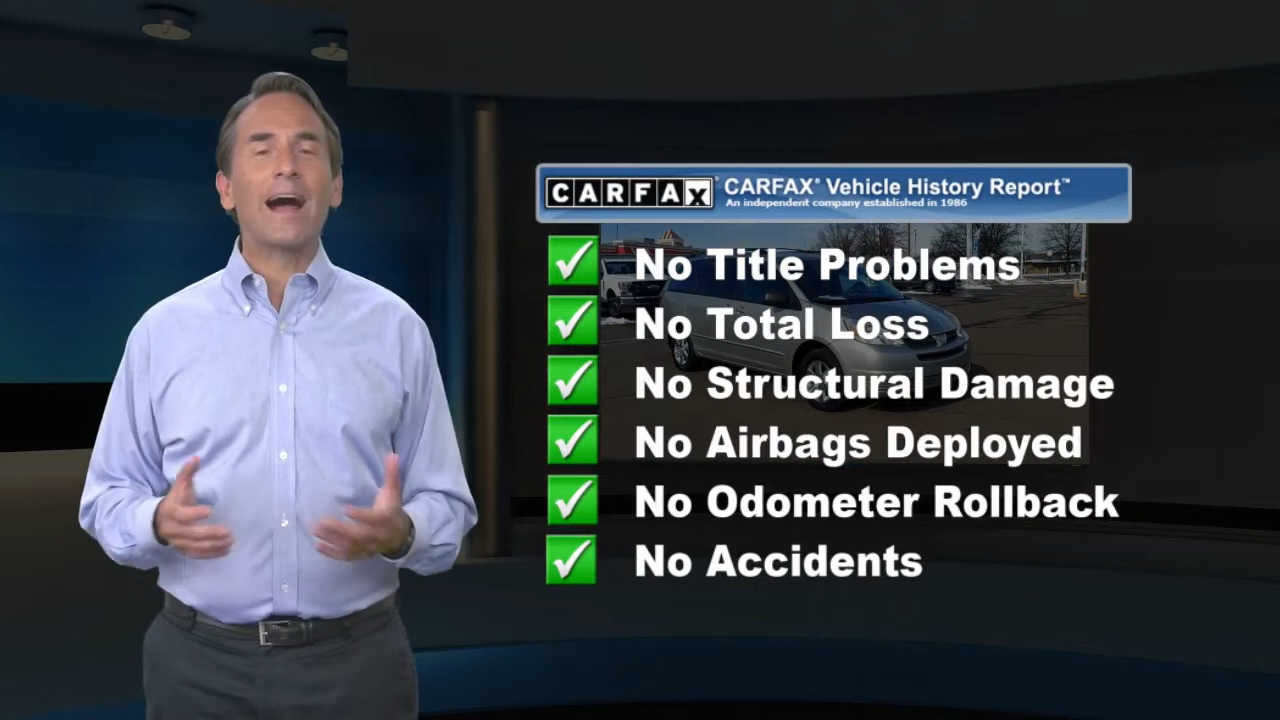 CARFAX® CARFAX® Vehicle History Report™
An independent company established in 1986
No Title Problems
No Total Loss
No Structural Damage
No Airbags Deployed
No Odometer Rollback
No Accidents